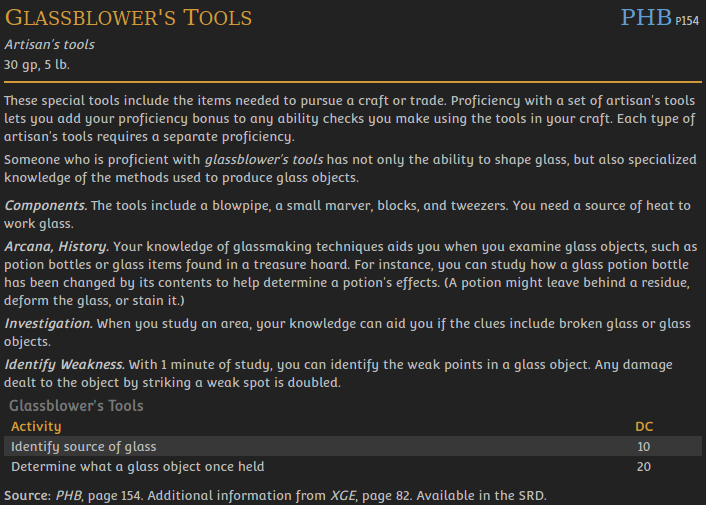 GLASSBLOWER'S TOOLS PHB P154
Artisan's tools
30 gp, 5 lb.
These special tools include the items needed to pursue a craft or trade. Proficiency with a set of artisan's tools
lets you add your proficiency bonus to any ability checks you make using the tools in your craft. Each type of
artisan's tools requires a separate proficiency.
Someone who is proficient with glassblower's tools has not only the ability to shape glass, but also specialized
knowledge of the methods used to produce glass objects.
Components. The tools include a blowpipe, a small marver, blocks, and tweezers. You need a source of heat to
work glass.
Arcana, History. Your knowledge of glassmaking techniques aids you when you examine glass objects, such as
potion bottles or glass items found in a treasure hoard. For instance, you can study how a glass potion bottle
has been changed by its contents to help determine a potion's effects. (A potion might leave behind a residue,
deform the glass, or stain it.)
Investigation. When you study an area, your knowledge can aid you if the clues include broken glass or glass
objects.
Identify Weakness. With 1 minute of study, you can identify the weak points in a glass object. Any damage
dealt to the object by striking a weak spot is doubled.
Glassblower's Tools
Activity DC
Identify source of glass 10
Determine what a glass object once held 20
Source: PHB, page 154. Additional information from XGE, page 82. Available in the SRD.